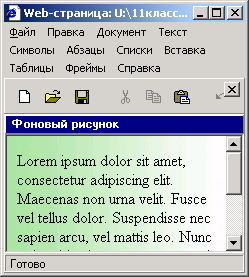 Web-страница: U:\11класс...
Файл Правка Документ Текст
Символы Абзацы Списки Вставка
Таблицы Фреймы Справка
Фоновый рисунок
Lorem ipsum dolor sit amet,
consectetur adipiscing elit.
Maecenas non urna velit. Fusce
vel tellus dolor. Suspendisse nec
sapien arcu, vel mattis leo. Nunc
Готово